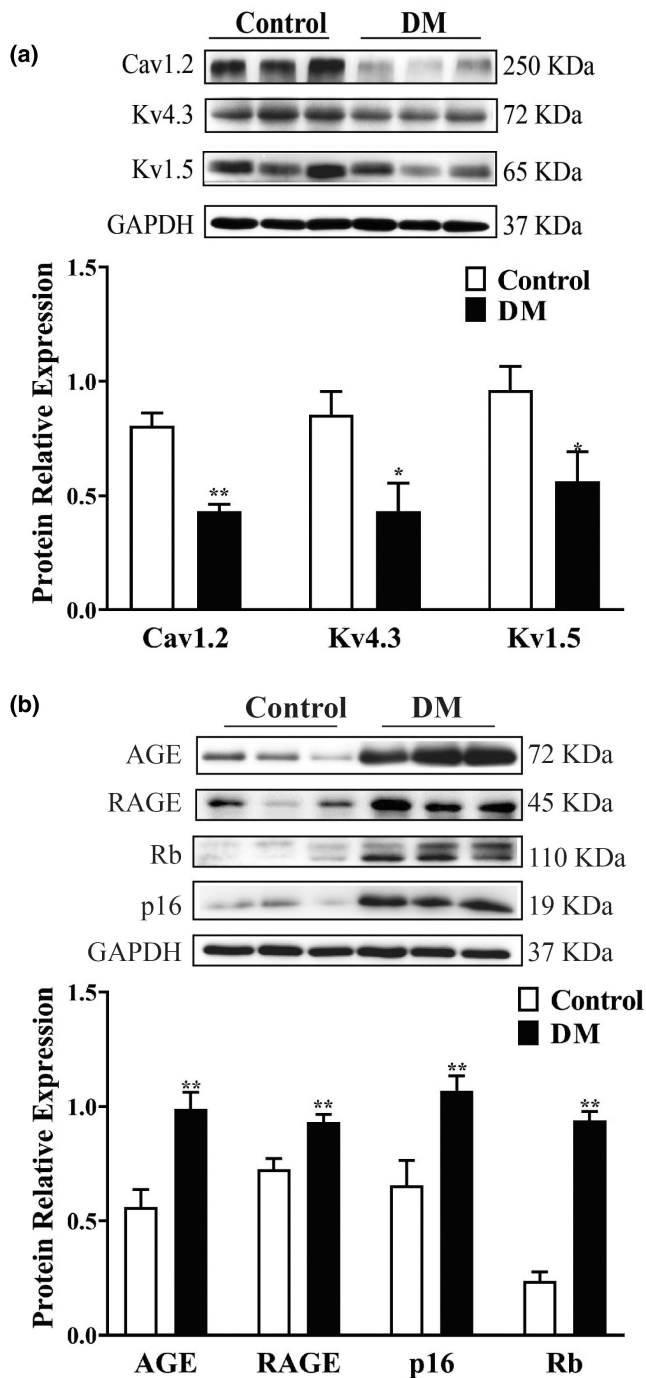 (a)
Control DM
Cav1.2 250 KDa
Kv4.3 72 KDa
Kv1.5 65 KDa
GAPDH 37 KDa
Protein Relative Expression
1.5
1.0
0.5
0.0
Control
DM
** * *
Cav1.2 Kv4.3 Kv1.5
(b)
Control DM
AGE 72 KDa
RAGE 45 KDa
Rb 110 KDa
p16 19 KDa
GAPDH 37 KDa
Protein Relative Expression
1.5
1.0
0.5
0.0
Control
DM
** ** ** **
AGE RAGE p16 Rb